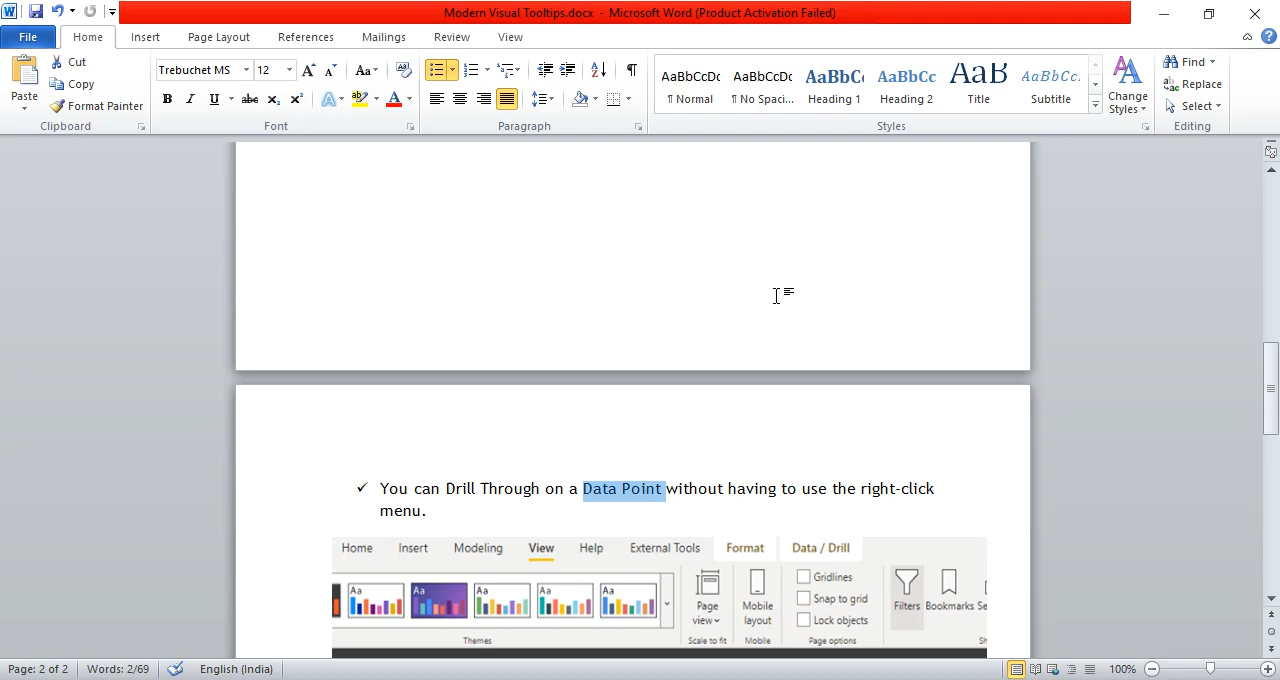 Modern Visual Tooltips.docx - Microsoft Word (Product Activation Failed)
File Home Insert Page Layout References Mailings Review View
Paste
Cut
Copy
Format Painter
Clipboard
Trebuchet MS 12
Font
Paragraph
AaBbCcDc AaBbCcDc AaBbC AaBbCc AaB AaBbCc.
¶ Normal ¶ No Spaci... Heading 1 Heading 2 Title Subtitle
Styles
Change
Styles
Find
Replace
Select
Editing
✓ You can Drill Through on a Data Point without having to use the right-click
menu.
Home Insert Modeling View Help External Tools Format Data / Drill
Aa Aa Aa Aa Aa
Themes
Page
view
Scale to fit
Mobile
layout
Mobile
Gridlines
Snap to grid
Lock objects
Page options
Filters Bookmarks Se
Sh
Page: 2 of 2 Words: 2/69 English (India) 100%